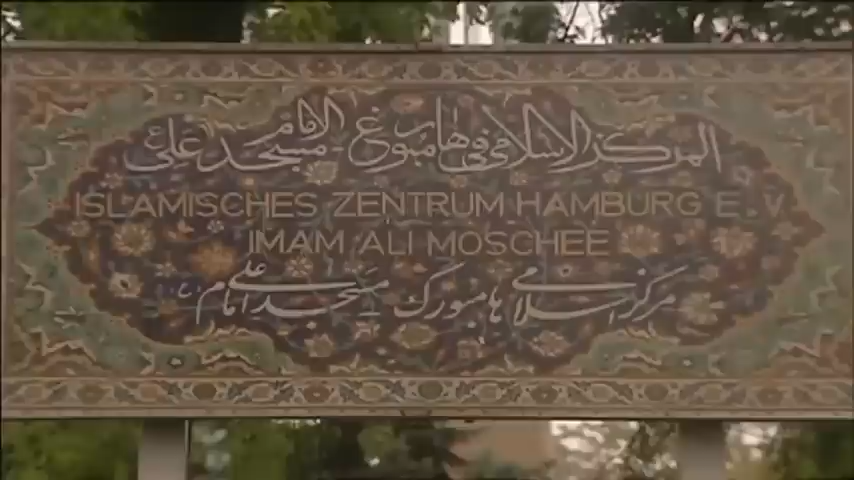 المركز الاسلامي في هامبورغ - مسجد الامام علي
ISLAMISCHES ZENTRUM HAMBURG E.V
IMAM ALI MOSCHEE
مرکز اسلامی هامبورگ مسجد امام علی